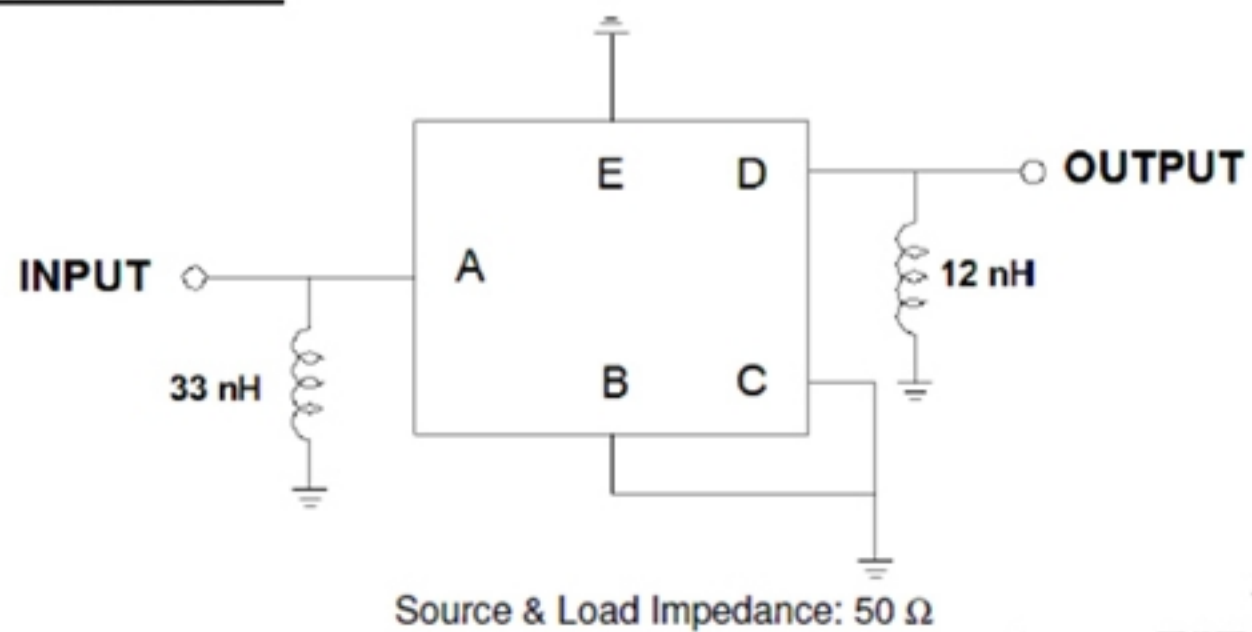 E D OUTPUT
INPUT A
12 nH
33 nH
B C
Source & Load Impedance: 50 Ω